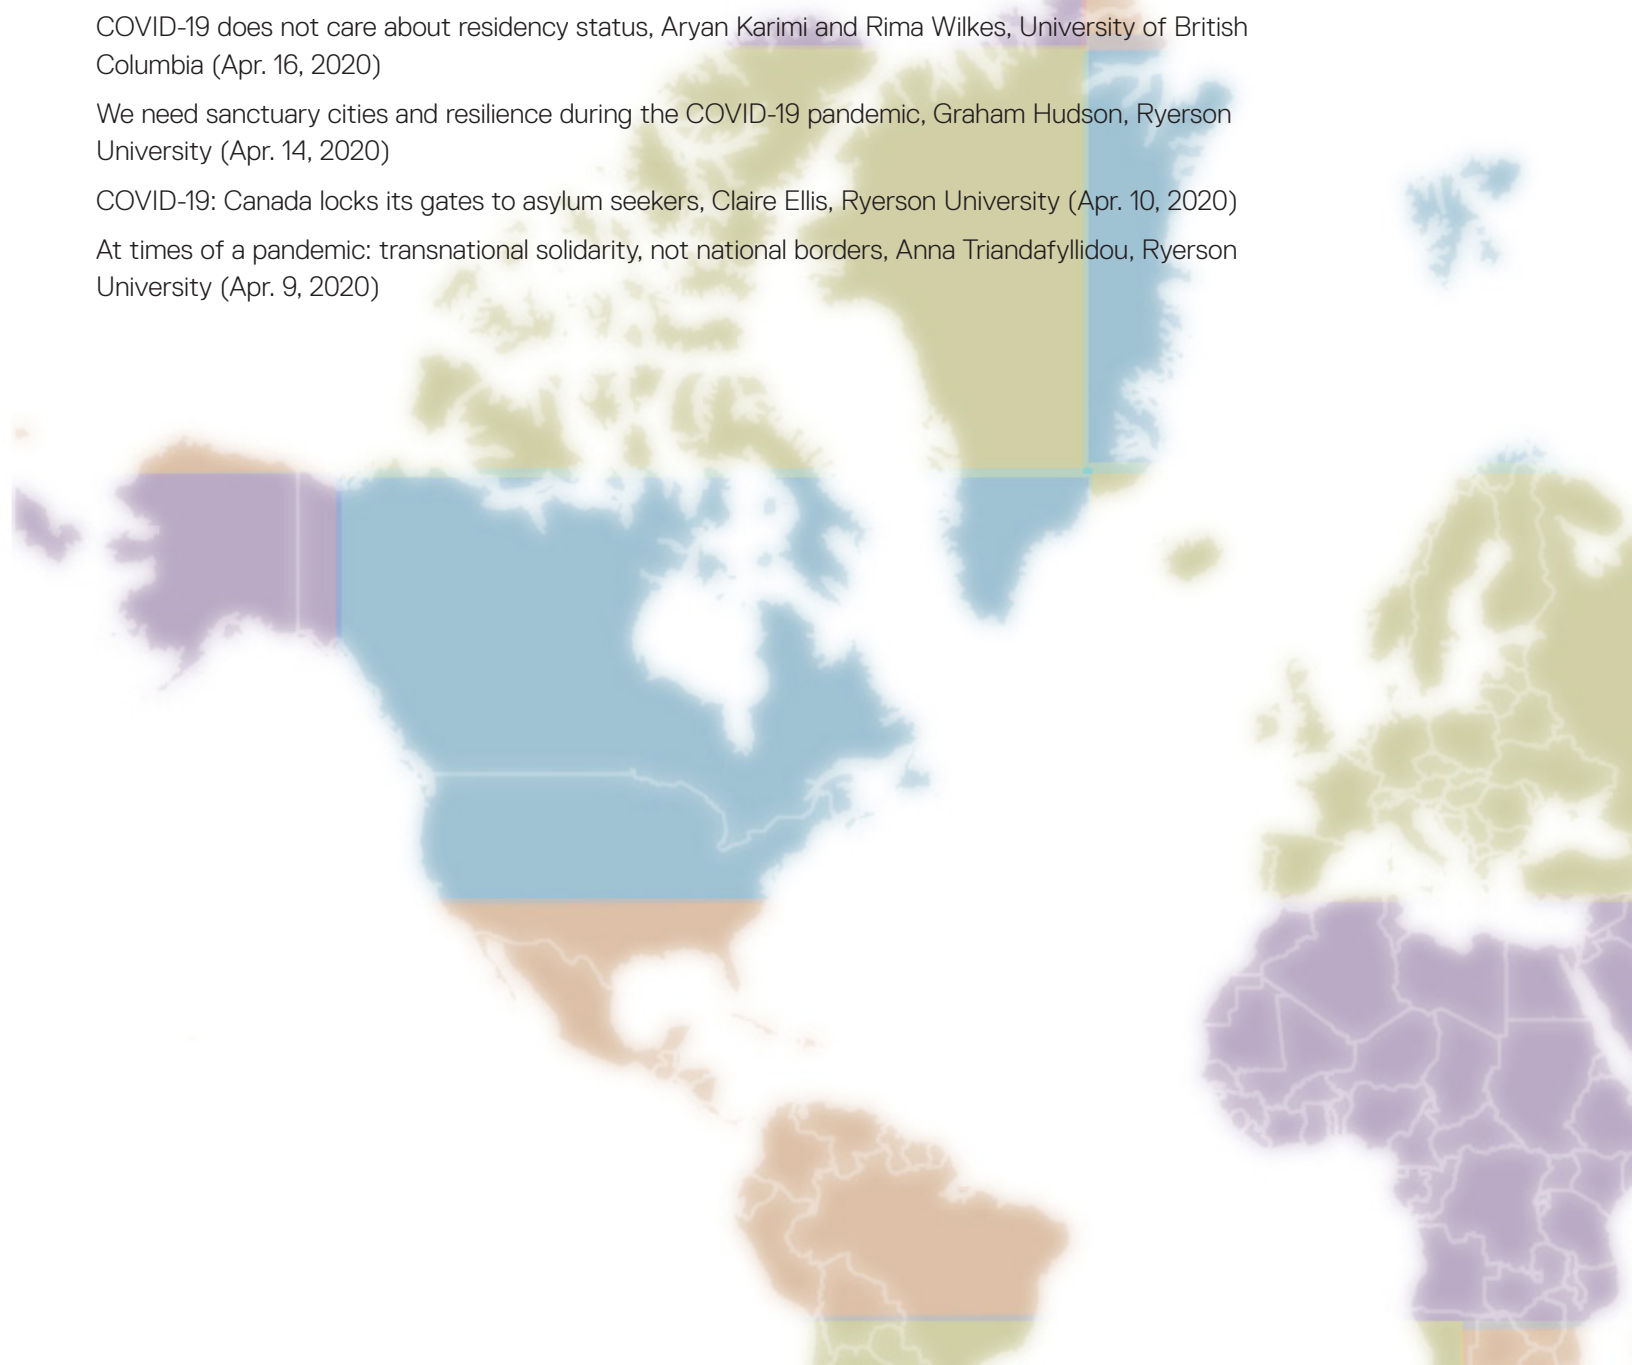 COVID-19 does not care about residency status, Aryan Karimi and Rima Wilkes, University of British
Columbia (Apr. 16, 2020)
We need sanctuary cities and resilience during the COVID-19 pandemic, Graham Hudson, Ryerson
University (Apr. 14, 2020)
COVID-19: Canada locks its gates to asylum seekers, Claire Ellis, Ryerson University (Apr. 10, 2020)
At times of a pandemic: transnational solidarity, not national borders, Anna Triandafyllidou, Ryerson
University (Apr. 9, 2020)